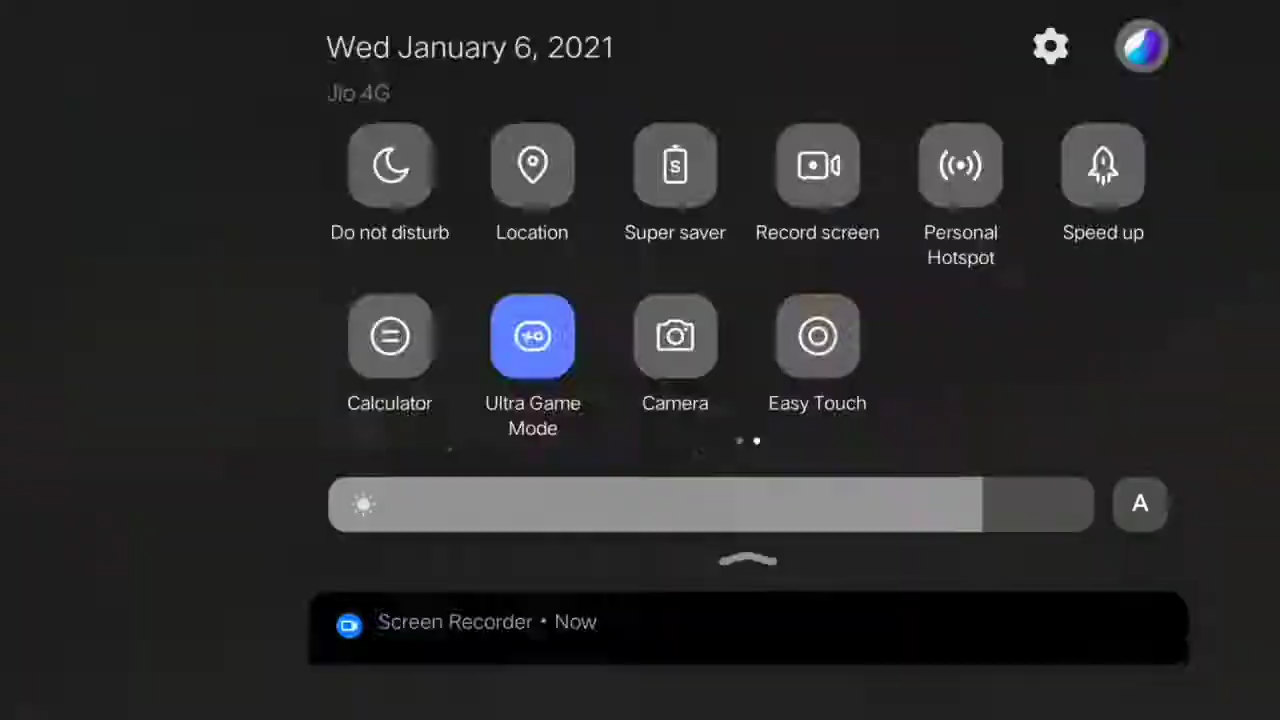 Wed January 6, 2021
Jio 4G
Do not disturb
Location
Super saver
Record screen
Personal
Hotspot
Speed up
Calculator
Ultra Game
Mode
Camera
Easy Touch
A
Screen Recorder • Now